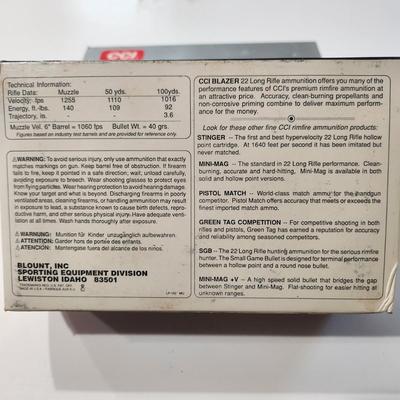 CCI
Technical Information:
Rifle Data: Muzzle 50 yds. 100yds.
Velocity, fps 1255 1110 1016
Energy, ft.-lbs. 140 109 92
Trajectory, is. 3.6
Muzzle Vel. 6" Barrel = 1060 fps Bullet Wt. = 40 grs.
Figures based on industry test barrels and are provided for reference only.
WARNING: To avoid serious injury, only use ammunition that exactly
matches markings on gun. Keep barrel free of obstruction. If firearm
fails to fire, keep it pointed in a safe direction; wait; unload carefully,
avoiding exposure to breech. Wear shooting glasses to protect eyes
from flying particles. Wear hearing protection to avoid hearing damage.
Know your target and what is beyond. Discharging firearms in poorly
ventilated areas, cleaning firearms, or handling ammunition may result
in exposure to lead, a substance known to cause birth defects, repro-
ductive harm, and other serious physical injury. Have adequate venti-
lation at all times. Wash hands thoroughly after exposure.
WARNUNG: Munition für Kinder unzugänglich aufbewahren
ATTENTION: Garder hors de portee des enfants.
ATENCIÓN: Mantengase fuera del alcance de los niños.
BLOUNT, INC
SPORTING EQUIPMENT DIVISION
LEWISTON IDAHO 83501
TRADEMARKS REG. U.S. PAT. OFF.
MADE IN U.S.A.
8
CCI BLAZER 22 Long Rifle ammunition offers you many of the
performance features of CCI's premium rimfire ammunition at
an attractive price. Accuracy, clean-burning propellants and
non-corrosive priming combine to deliver maximum perform-
ance for the money.
Look for these other fine CCI rimfire ammunition products:
STINGER -- The first and best hypervelocity 22 Long Rifle hollow
point cartridge. At 1640 feet per second it has been imitated but
not matched.
MINI-MAG -- The standard in 22 Long Rifle performance. Clean-
burning, accurate and hard-hitting. Mini-Mag is available in both
solid and hollow point versions.
PISTOL MATCH -- World-class match ammunition for the handgun
competitor. Pistol Match offers accuracy that meets or exceeds the
finest imported match ammo.
GREEN TAG COMPETITION -- For competitive shooting in both
rifles and pistols, Green Tag has earned a reputation for accuracy
and reliability among seasoned competitors.
SGB -- The 22 Long Rifle hunting ammunition for the serious rimfire
hunter. The Small Game Bullet is designed for terminal performance
between a hollow point and a round nose bullet.
MINI-MAG +V -- A high speed solid bullet that bridges the gap
between Stinger and Mini-Mag. Flat-shooting for easier hitting at
unknown ranges.